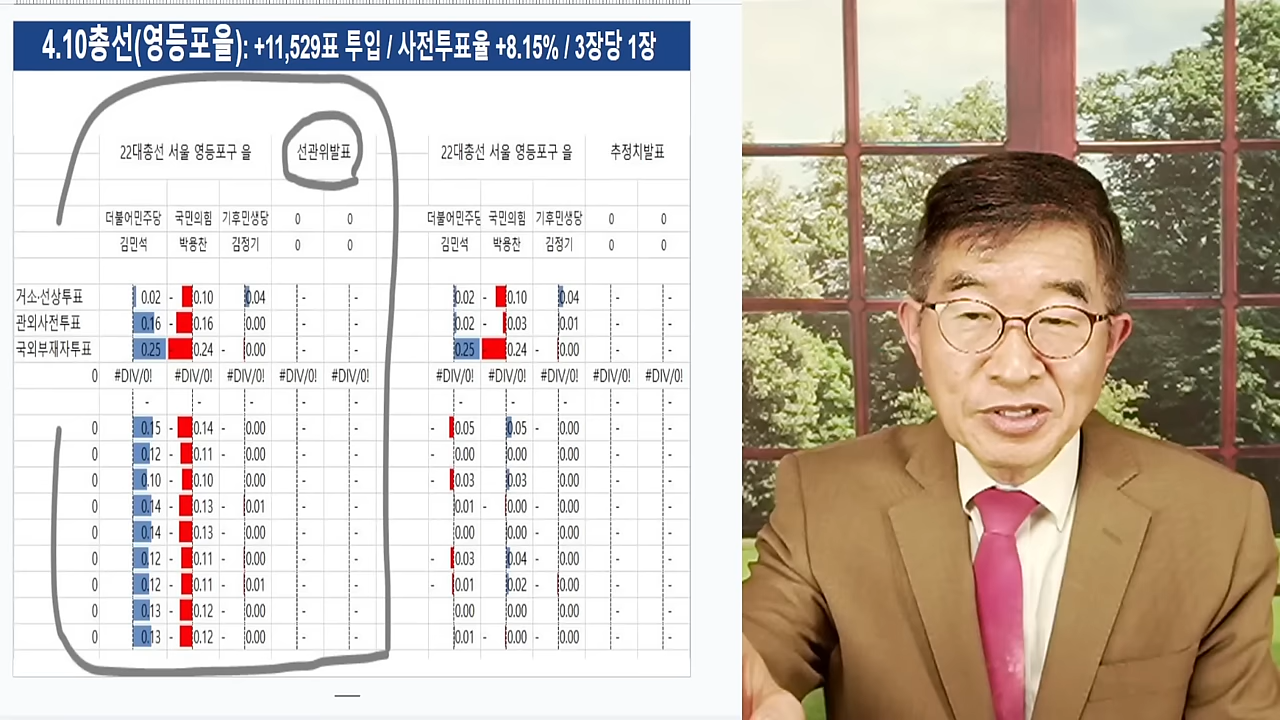 4.10총선(영등포을): +11,529표 투입 / 사전투표율 +8.15% / 3장당 1장
22대총선 서울 영등포구 을 선관위발표 22대총선 서울 영등포구 을 추정치발표
더불어민주당 국민의힘 기후민생당 0 0 더불어민주당 국민의힘 기후민생당 0 0
김민석 박용찬 김정기 0 0 김민석 박용찬 김정기 0 0
거소·선상투표 0.02 - 0.10 0.04 - - 0.02 - 0.10 0.04 - -
관외사전투표 0.16 - 0.16 0.00 - - 0.02 - 0.03 0.01 - -
국외부재자투표 0.25 - 0.24 - 0.00 - - 0.25 - 0.24 - 0.00 - -
0 #DIV/0! #DIV/0! #DIV/0! #DIV/0! #DIV/0! #DIV/0! #DIV/0! #DIV/0! #DIV/0! #DIV/0!
- - - - - - - - - -
0 0.15 - 0.14 - 0.00 - - - 0.05 0.05 - 0.00 - -
0 0.12 - 0.11 - 0.00 - - - 0.00 0.00 - 0.00 - -
0 0.10 - 0.10 - 0.00 - - - 0.03 0.03 - 0.00 - -
0 0.14 - 0.13 - 0.01 - - 0.01 - 0.00 - 0.00 - -
0 0.14 - 0.13 - 0.00 - - 0.00 0.00 - 0.00 - -
0 0.12 - 0.11 - 0.00 - - - 0.03 0.04 - 0.00 - -
0 0.12 - 0.11 - 0.01 - - - 0.01 0.02 - 0.00 - -
0 0.13 - 0.12 - 0.00 - - 0.00 0.00 - 0.00 - -
0 0.13 - 0.12 - 0.00 - - 0.01 - 0.00 - 0.00 - -